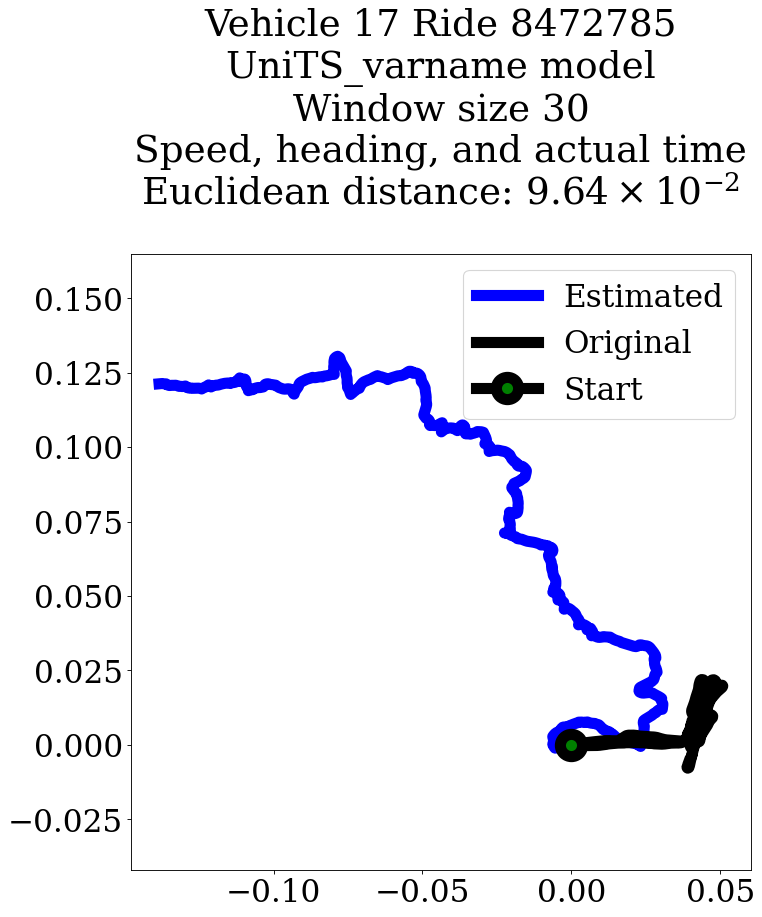 Vehicle 17 Ride 8472785
UniTS_varname model
Window size 30
Speed, heading, and actual time
Euclidean distance: 9.64 × 10⁻²
Estimated
Original
Start
0.150
0.125
0.100
0.075
0.050
0.025
0.000
−0.025
−0.10 −0.05 0.00 0.05